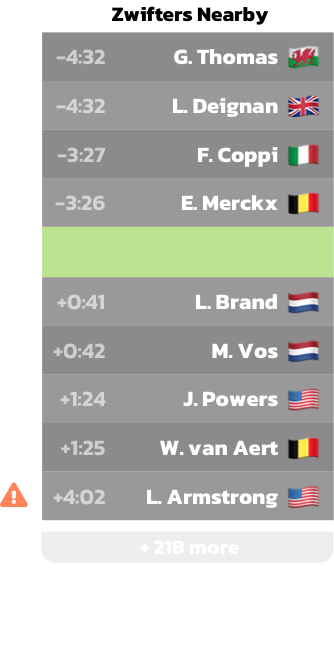 Zwifters Nearby
-4:32 G. Thomas
-4:32 L. Deignan
-3:27 F. Coppi
-3:26 E. Merckx
+0:41 L. Brand
+0:42 M. Vos
+1:24 J. Powers
+1:25 W. van Aert
+4:02 L. Armstrong
+ 218 more